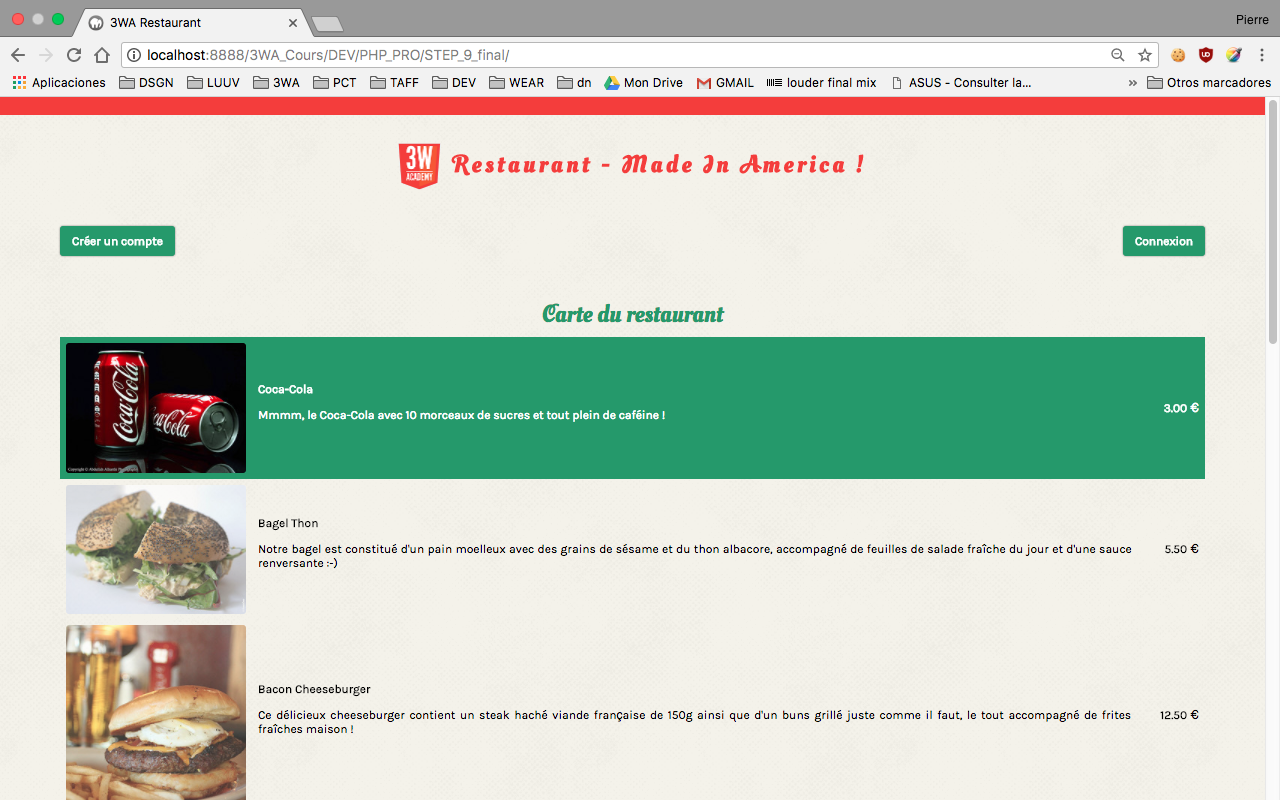 3WA Restaurant
Pierre
localhost:8888/3WA_Cours/DEV/PHP_PRO/STEP_9_final/
Aplicaciones DSGN LUUV 3WA PCT TAFF DEV WEAR dn Mon Drive GMAIL louder final mix ASUS - Consulter la... » Otros marcadores
3W
ACADEMY
Restaurant - Made In America !
Créer un compte
Connexion
Carte du restaurant
Coca-Cola
Coca-Cola
Coca-Cola
Mmmm, le Coca-Cola avec 10 morceaux de sucres et tout plein de caféine !
3.00 €
Bagel Thon
Notre bagel est constitué d'un pain moelleux avec des grains de sésame et du thon albacore, accompagné de feuilles de salade fraîche du jour et d'une sauce
renversante :-)
5.50 €
Bacon Cheeseburger
Ce délicieux cheeseburger contient un steak haché viande française de 150g ainsi que d'un buns grillé juste comme il faut, le tout accompagné de frites
fraîches maison !
12.50 €